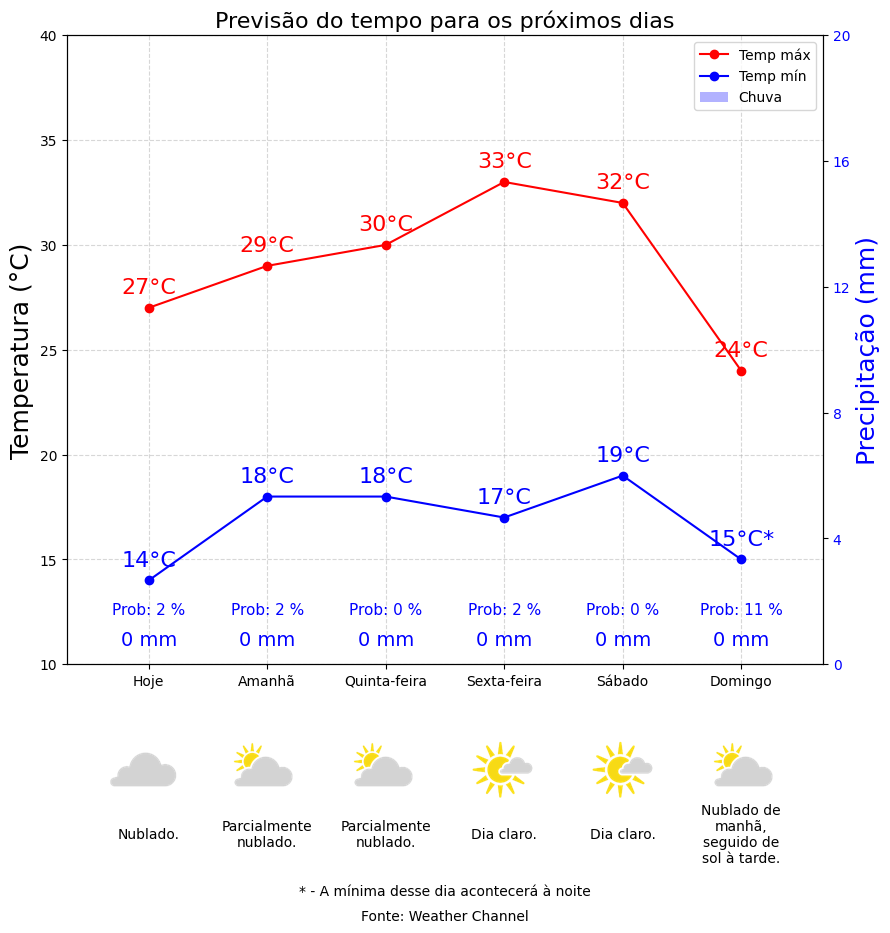 Previsão do tempo para os próximos dias
Temperatura (°C)
Precipitação (mm)
40
35
30
25
20
15
10
20
16
12
8
4
0
Temp máx
Temp mín
Chuva
27°C
29°C
30°C
33°C
32°C
24°C
14°C
18°C
18°C
17°C
19°C
15°C*
Prob: 2 %
Prob: 2 %
Prob: 0 %
Prob: 2 %
Prob: 0 %
Prob: 11 %
0 mm
0 mm
0 mm
0 mm
0 mm
0 mm
Hoje
Amanhã
Quinta-feira
Sexta-feira
Sábado
Domingo
Nublado.
Parcialmente
nublado.
Parcialmente
nublado.
Dia claro.
Dia claro.
Nublado de
manhã,
seguido de
sol à tarde.
* - A mínima desse dia acontecerá à noite
Fonte: Weather Channel